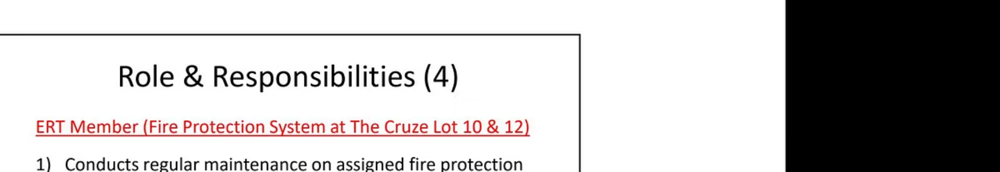 Role & Responsibilities (4)
ERT Member (Fire Protection System at The Cruze Lot 10 & 12)
1) Conducts regular maintenance on assigned fire protection